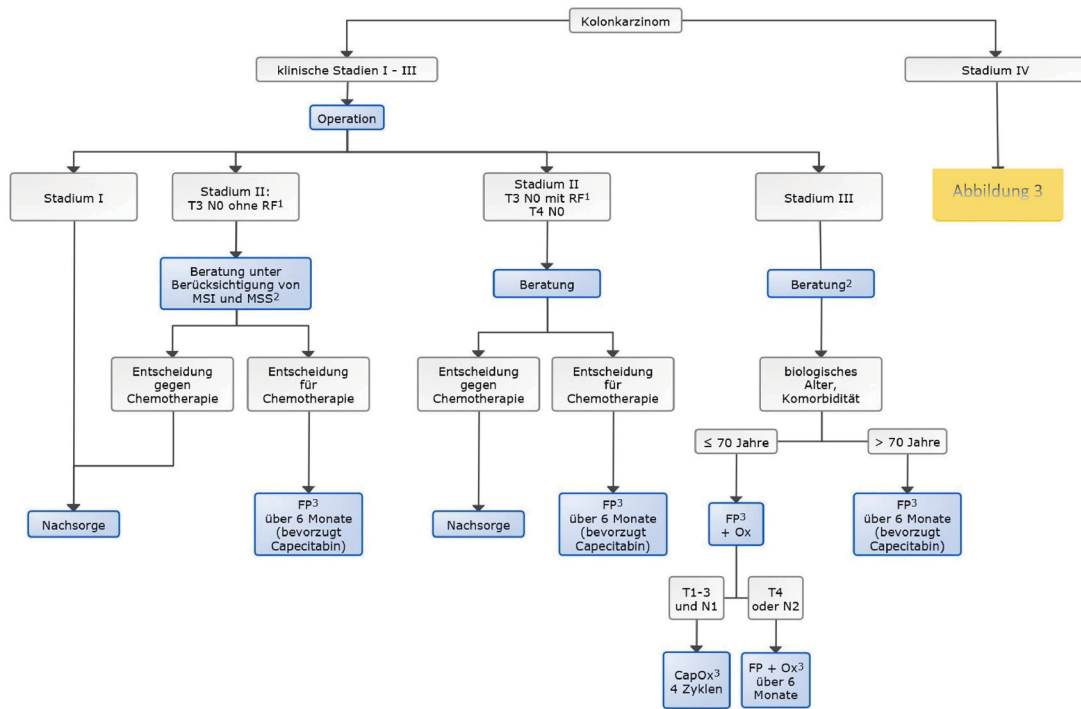 Kolonkarzinom
klinische Stadien I - III
Stadium IV
Operation
Abbildung 3
Stadium I
Stadium II:
T3 N0 ohne RF¹
Stadium II
T3 N0 mit RF¹
T4 N0
Stadium III
Beratung unter
Berücksichtigung von
MSI und MSS²
Beratung
Beratung²
Entscheidung
gegen
Chemotherapie
Entscheidung
für
Chemotherapie
Entscheidung
gegen
Chemotherapie
Entscheidung
für
Chemotherapie
biologisches
Alter,
Komorbidität
≤ 70 Jahre
> 70 Jahre
Nachsorge
FP³
über 6 Monate
(bevorzugt
Capecitabin)
Nachsorge
FP³
über 6 Monate
(bevorzugt
Capecitabin)
FP³
+ Ox
FP³
über 6 Monate
(bevorzugt
Capecitabin)
T1-3
und N1
T4
oder N2
CapOx³
4 Zyklen
FP + Ox³
über 6
Monate